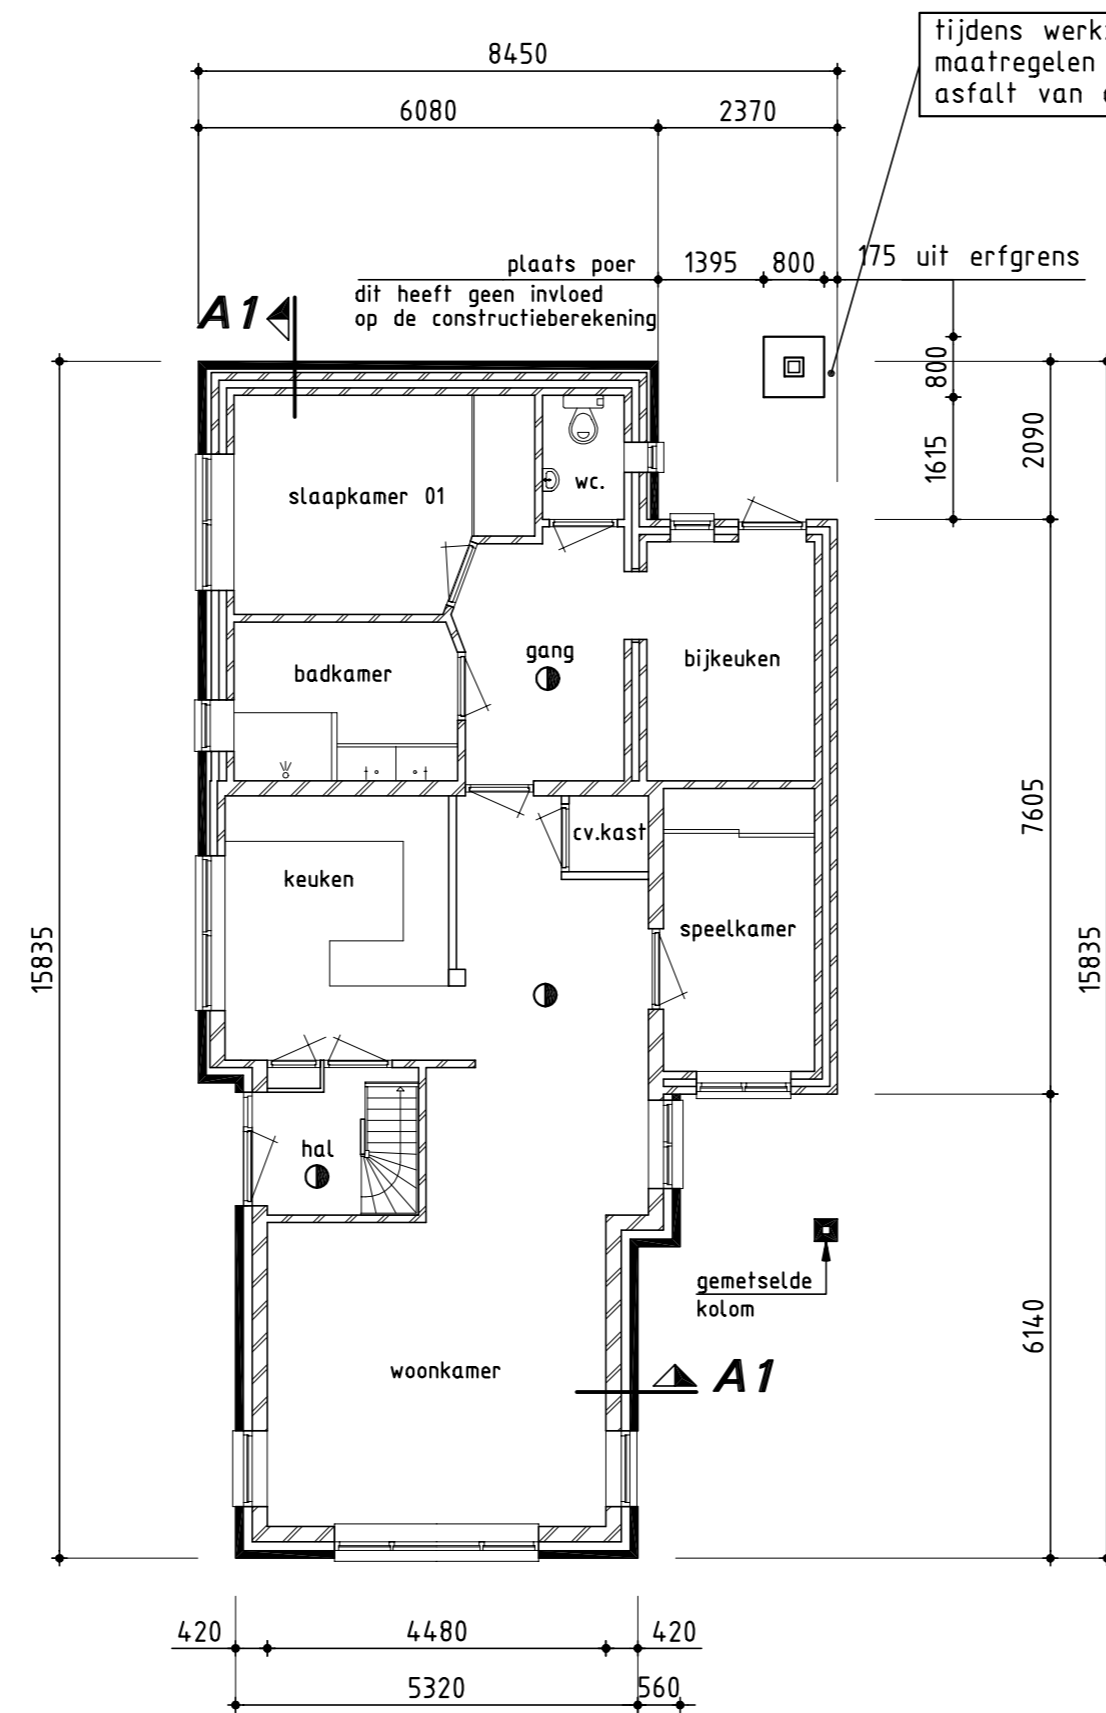 tijdens
maatregelen
asfalt van
8450
6080 2370
plaats poer 1395 800 175 uit erfgrens
dit heeft geen invloed
op de constructieberekening
A1
800
2090
1615
slaapkamer 01
wc.
gang
bijkeuken
badkamer
7605
cv.kast
keuken
speelkamer
15835
15835
hal
gemetselde
kolom
6140
woonkamer
A1
420 4480 420
5320 560